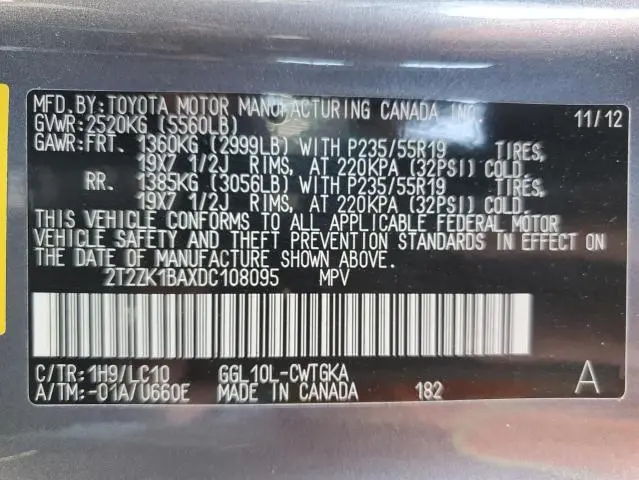 MFD.BY:TOYOTA MOTOR MANUFACTURING CANADA INC. 11/12
GVWR:2520KG (5560LB)
GAWR:FRT. 1360KG (2999LB) WITH P235/55R19 TIRES,
19X7 1/2J RIMS, AT 220KPA (32PSI) COLD.
RR. 1385KG (3056LB) WITH P235/55R19 TIRES,
19X7 1/2J RIMS, AT 220KPA (32PSI) COLD.
THIS VEHICLE CONFORMS TO ALL APPLICABLE FEDERAL MOTOR
VEHICLE SAFETY AND THEFT PREVENTION STANDARDS IN EFFECT ON
THE DATE OF MANUFACTURE SHOWN ABOVE.
2T2ZK1BAXDC108095 MPV
C/TR:1H9/LC10 GGL10L-CWTGKA
A/TM:-01A/U660E MADE IN CANADA 182 A